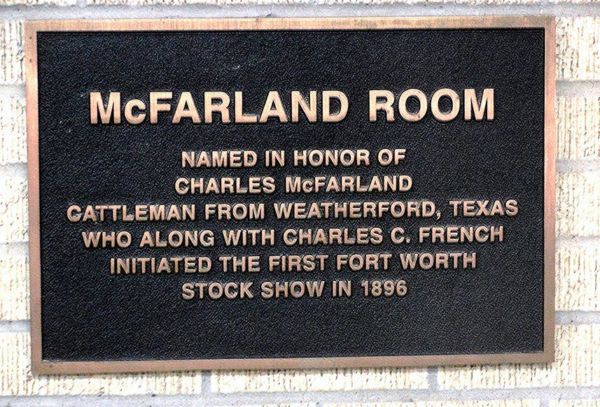 McFARLAND ROOM
NAMED IN HONOR OF
CHARLES McFARLAND
CATTLEMAN FROM WEATHERFORD, TEXAS
WHO ALONG WITH CHARLES C. FRENCH
INITIATED THE FIRST FORT WORTH
STOCK SHOW IN 1896